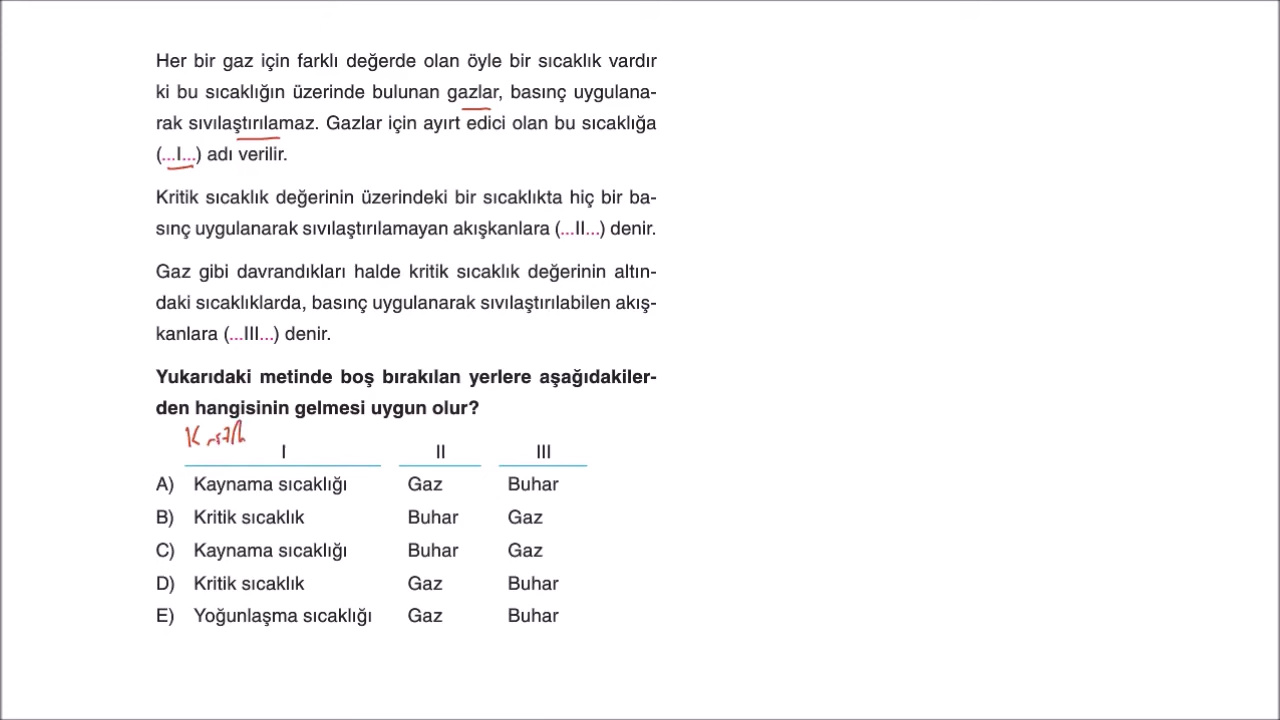 Her bir gaz için farklı değerde olan öyle bir sıcaklık vardır
ki bu sıcaklığın üzerinde bulunan gazlar, basınç uygulana-
rak sıvılaştırılamaz. Gazlar için ayırt edici olan bu sıcaklığa
(...I...) adı verilir.
Kritik sıcaklık değerinin üzerindeki bir sıcaklıkta hiç bir ba-
sınç uygulanarak sıvılaştırılamayan akışkanlara (...II...) denir.
Gaz gibi davrandıkları halde kritik sıcaklık değerinin altın-
daki sıcaklıklarda, basınç uygulanarak sıvılaştırılabilen akış-
kanlara (...III...) denir.
Yukarıdaki metinde boş bırakılan yerlere aşağıdakiler-
den hangisinin gelmesi uygun olur?
I II III
A) Kaynama sıcaklığı Gaz Buhar
B) Kritik sıcaklık Buhar Gaz
C) Kaynama sıcaklığı Buhar Gaz
D) Kritik sıcaklık Gaz Buhar
E) Yoğunlaşma sıcaklığı Gaz Buhar